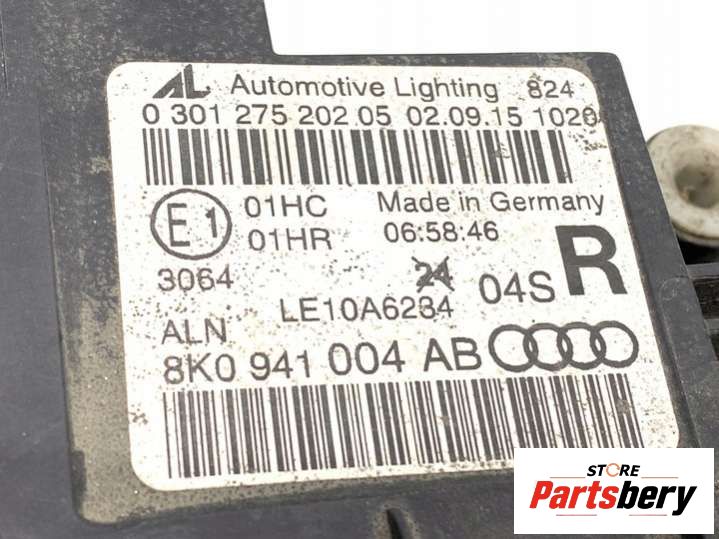 AL Automotive Lighting 824
0 301 275 202 05 02.09.15 1020
E1 01HC Made in Germany
01HR 06:58:46
3064 24 04S R
LE10A6234
ALN
8K0 941 004 AB
STORE
Partsbery